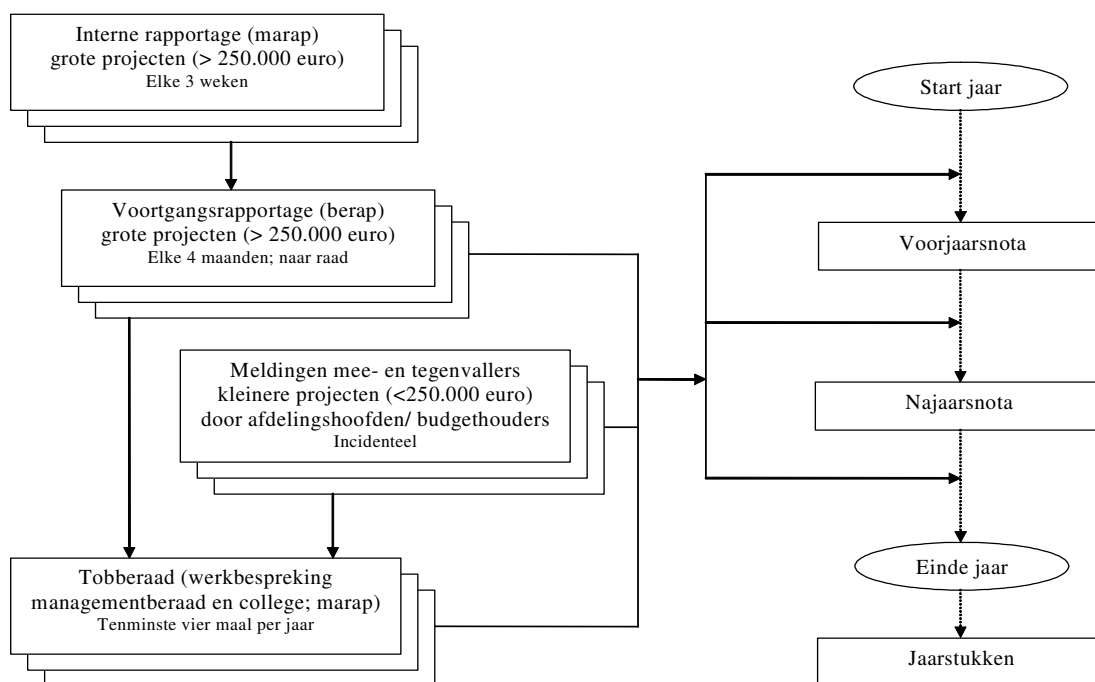 Interne rapportage (marap)
grote projecten (> 250.000 euro)
Elke 3 weken
Voortgangsrapportage (berap)
grote projecten (> 250.000 euro)
Elke 4 maanden; naar raad
Meldingen mee- en tegenvallers
kleinere projecten (<250.000 euro)
door afdelingshoofden/ budgethouders
Incidenteel
Tobberaad (werkbespreking
managementberaad en college; marap)
Tenminste vier maal per jaar
Start jaar
Voorjaarsnota
Najaarsnota
Einde jaar
Jaarstukken